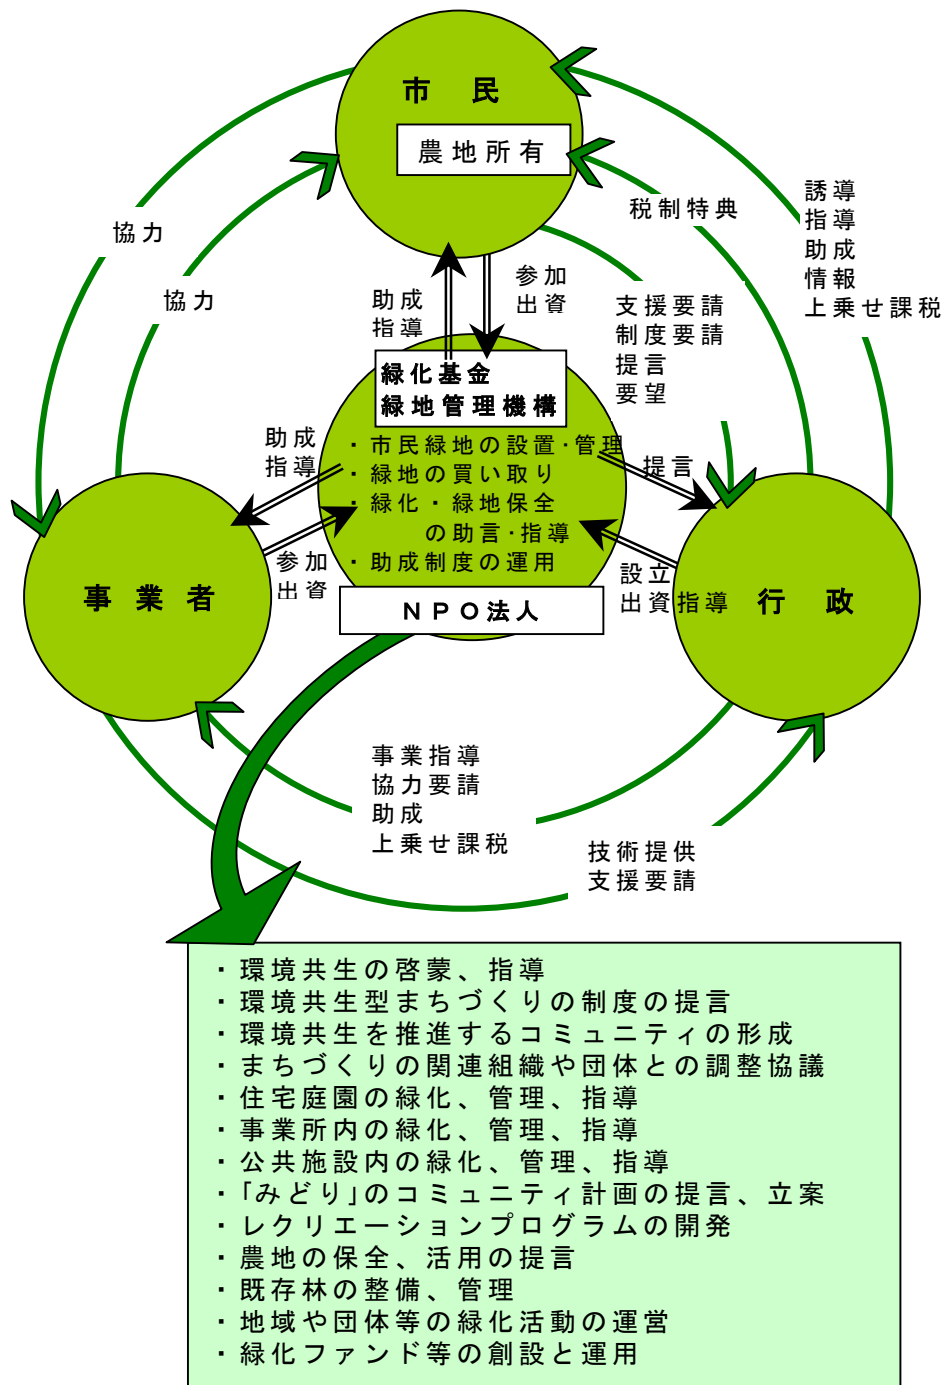 市民
農地所有
協力
協力
税制特典
誘導
指導
助成
情報
上乗せ課税
助成
指導
参加
出資
支援要請
制度要請
提言
要望
緑化基金
緑地管理機構
・市民緑地の設置･管理
・緑地の買い取り
・緑化・緑地保全
の助言･指導
・助成制度の運用
NPO法人
助成
指導
参加
出資
提言
設立
出資指導
事業者
行政
事業指導
協力要請
助成
上乗せ課税
技術提供
支援要請
・環境共生の啓蒙、指導
・環境共生型まちづくりの制度の提言
・環境共生を推進するコミュニティの形成
・まちづくりの関連組織や団体との調整協議
・住宅庭園の緑化、管理、指導
・事業所内の緑化、管理、指導
・公共施設内の緑化、管理、指導
・｢みどり｣のコミュニティ計画の提言、立案
・レクリエーションプログラムの開発
・農地の保全、活用の提言
・既存林の整備、管理
・地域や団体等の緑化活動の運営
・緑化ファンド等の創設と運用